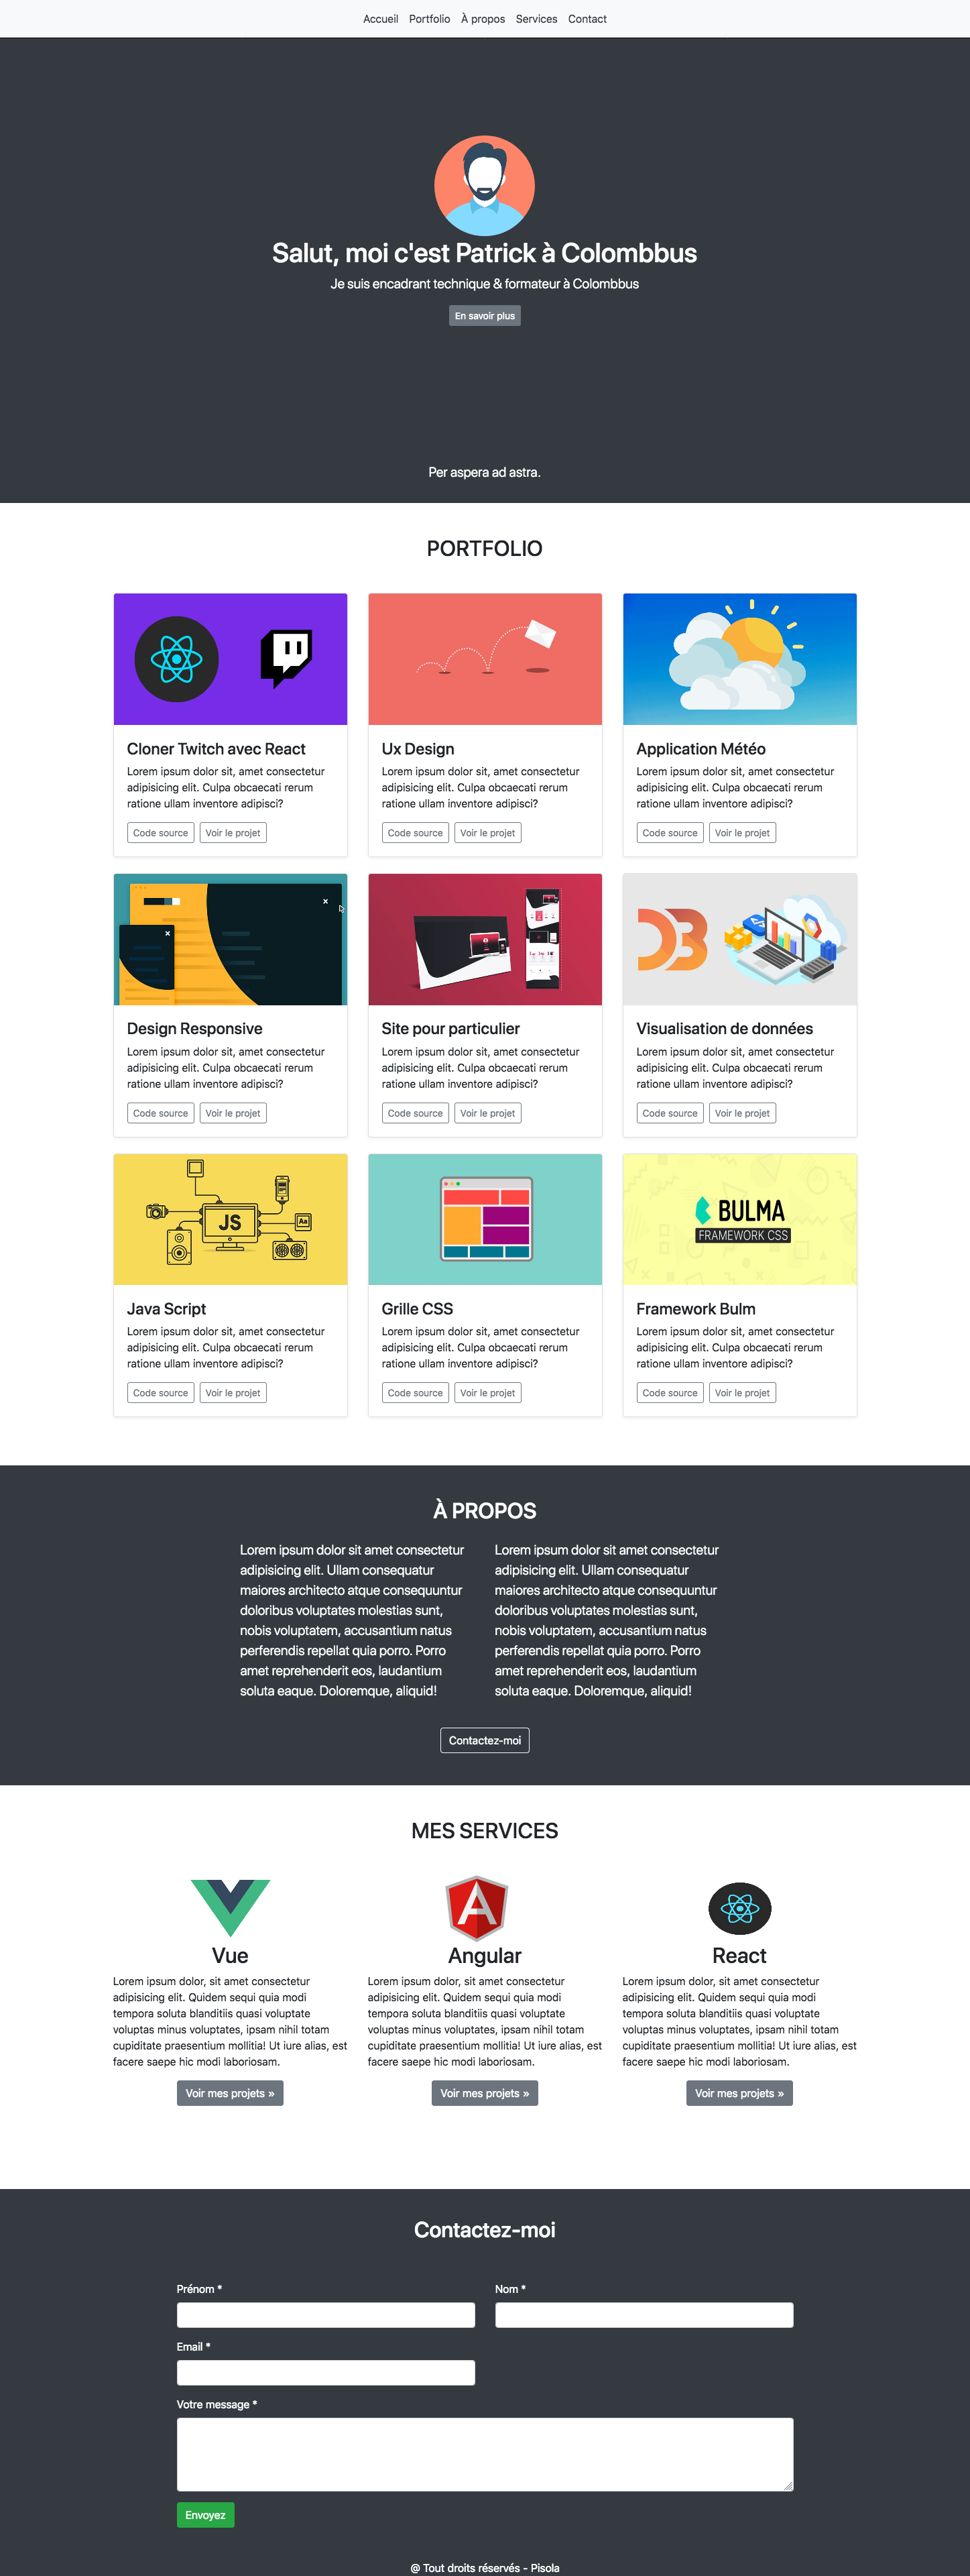 Accueil Portfolio À propos Services Contact
Salut, moi c'est Patrick à Colombbus
Je suis encadrant technique & formateur à Colombbus
En savoir plus
Per aspera ad astra.
PORTFOLIO
Cloner Twitch avec React
Lorem ipsum dolor sit, amet consectetur
adipisicing elit. Culpa obcaecati rerum
ratione ullam inventore adipisci?
Code source Voir le projet
Ux Design
Lorem ipsum dolor sit, amet consectetur
adipisicing elit. Culpa obcaecati rerum
ratione ullam inventore adipisci?
Code source Voir le projet
Application Météo
Lorem ipsum dolor sit, amet consectetur
adipisicing elit. Culpa obcaecati rerum
ratione ullam inventore adipisci?
Code source Voir le projet
Design Responsive
Lorem ipsum dolor sit, amet consectetur
adipisicing elit. Culpa obcaecati rerum
ratione ullam inventore adipisci?
Code source Voir le projet
Site pour particulier
Lorem ipsum dolor sit, amet consectetur
adipisicing elit. Culpa obcaecati rerum
ratione ullam inventore adipisci?
Code source Voir le projet
Visualisation de données
Lorem ipsum dolor sit, amet consectetur
adipisicing elit. Culpa obcaecati rerum
ratione ullam inventore adipisci?
Code source Voir le projet
JS
Aa
Java Script
Lorem ipsum dolor sit, amet consectetur
adipisicing elit. Culpa obcaecati rerum
ratione ullam inventore adipisci?
Code source Voir le projet
Grille CSS
Lorem ipsum dolor sit, amet consectetur
adipisicing elit. Culpa obcaecati rerum
ratione ullam inventore adipisci?
Code source Voir le projet
BULMA
FRAMEWORK CSS
Framework Bulm
Lorem ipsum dolor sit, amet consectetur
adipisicing elit. Culpa obcaecati rerum
ratione ullam inventore adipisci?
Code source Voir le projet
À PROPOS
Lorem ipsum dolor sit amet consectetur
adipisicing elit. Ullam consequatur
maiores architecto atque consequuntur
doloribus voluptates molestias sunt,
nobis voluptatem, accusantium natus
perferendis repellat quia porro. Porro
amet reprehenderit eos, laudantium
soluta eaque. Doloremque, aliquid!
Lorem ipsum dolor sit amet consectetur
adipisicing elit. Ullam consequatur
maiores architecto atque consequuntur
doloribus voluptates molestias sunt,
nobis voluptatem, accusantium natus
perferendis repellat quia porro. Porro
amet reprehenderit eos, laudantium
soluta eaque. Doloremque, aliquid!
Contactez-moi
MES SERVICES
Vue
Lorem ipsum dolor, sit amet consectetur
adipisicing elit. Quidem sequi quia modi
tempora soluta blanditiis quasi voluptate
voluptas minus voluptates, ipsam nihil totam
cupiditate praesentium mollitia! Ut iure alias, est
facere saepe hic modi laboriosam.
Voir mes projets »
Angular
Lorem ipsum dolor, sit amet consectetur
adipisicing elit. Quidem sequi quia modi
tempora soluta blanditiis quasi voluptate
voluptas minus voluptates, ipsam nihil totam
cupiditate praesentium mollitia! Ut iure alias, est
facere saepe hic modi laboriosam.
Voir mes projets »
React
Lorem ipsum dolor, sit amet consectetur
adipisicing elit. Quidem sequi quia modi
tempora soluta blanditiis quasi voluptate
voluptas minus voluptates, ipsam nihil totam
cupiditate praesentium mollitia! Ut iure alias, est
facere saepe hic modi laboriosam.
Voir mes projets »
Contactez-moi
Prénom * Nom *
Email *
Votre message *
Envoyez
@ Tout droits réservés - Pisola